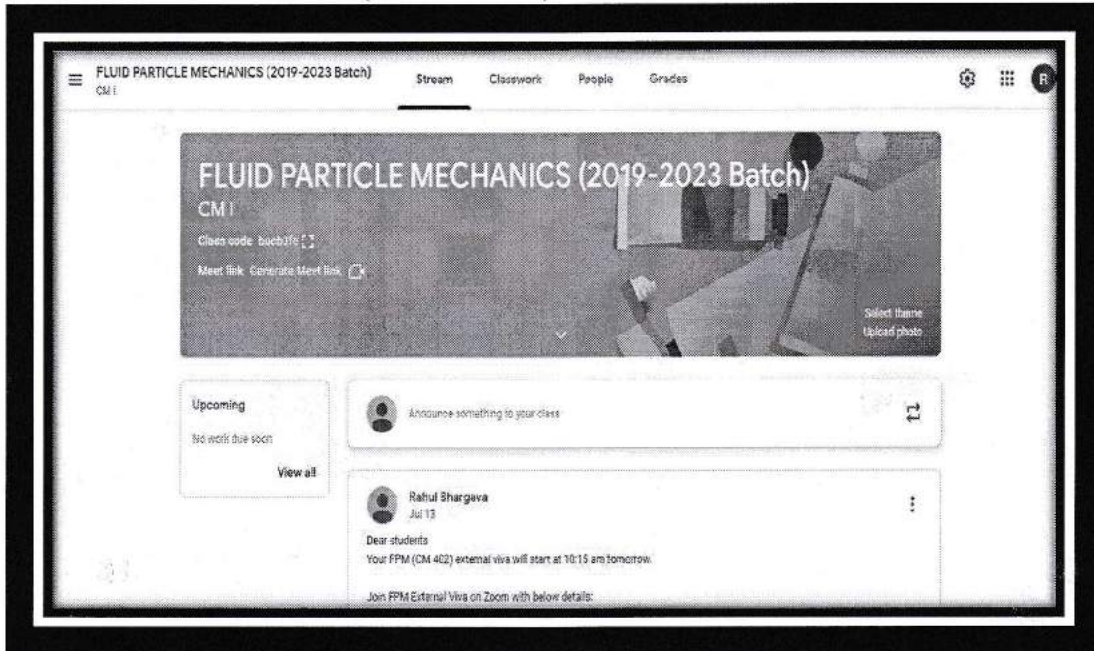 FLUID PARTICLE MECHANICS (2019-2023 Batch)
CM I
Stream Classwork People Grades
R
FLUID PARTICLE MECHANICS (2019-2023 Batch)
CM I
Class code
Meet link Generate Meet link
Select theme
Upload photo
Upcoming
No work due soon
View all
Announce something to your class
Rahul Bhargava
Jul 13
Dear students
Your FPM (CM 402) external viva will start at 10:15 am tomorrow.
Join FPM External Viva on Zoom with below details: